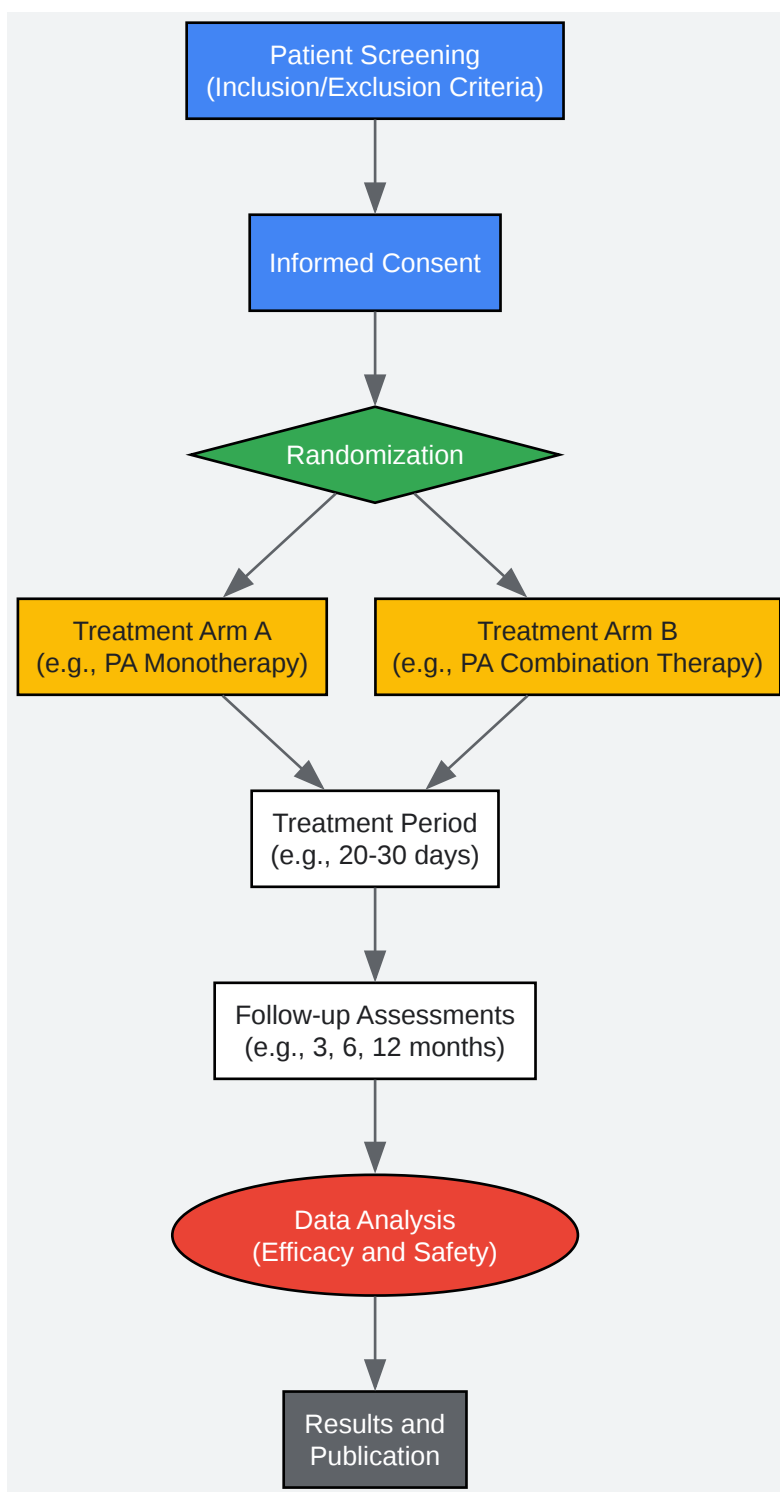 Patient Screening
(Inclusion/Exclusion Criteria)
Informed Consent
Randomization
Treatment Arm A
(e.g., PA Monotherapy)
Treatment Arm B
(e.g., PA Combination Therapy)
Treatment Period
(e.g., 20-30 days)
Follow-up Assessments
(e.g., 3, 6, 12 months)
Data Analysis
(Efficacy and Safety)
Results and
Publication